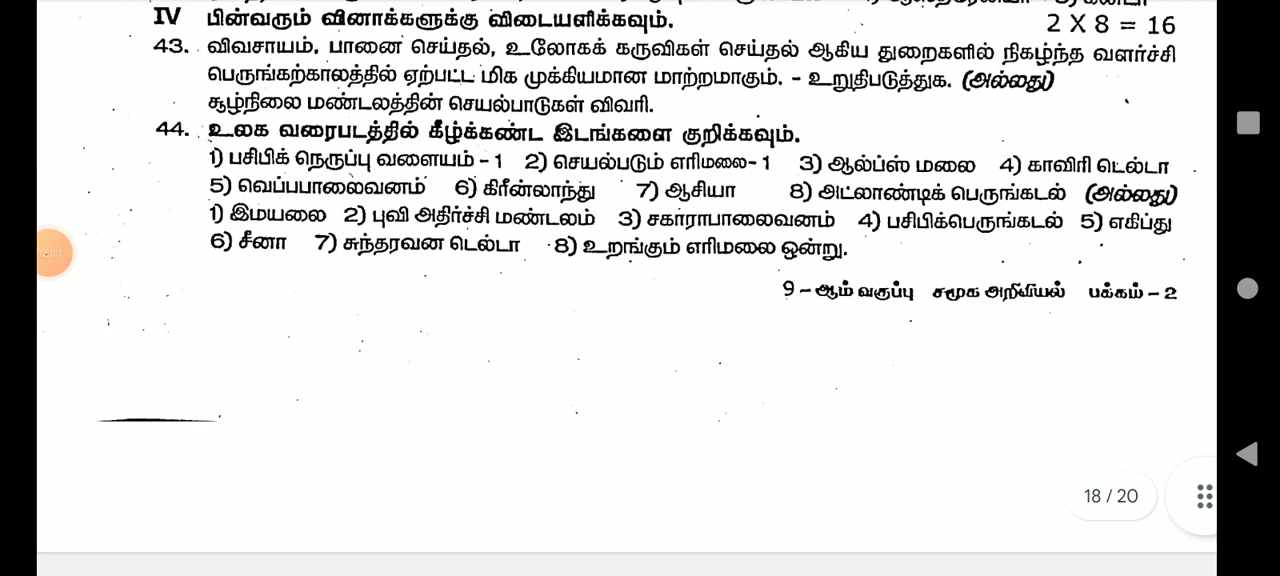 IV பின்வரும் வினாக்களுக்கு விடையளிக்கவும்.
2 X 8 = 16
43. விவசாயம். பானை செய்தல், உலோகக் கருவிகள் செய்தல் ஆகிய துறைகளில் நிகழ்ந்த வளர்ச்சி
பெருங்கற்காலத்தில் ஏற்பட்ட மிக முக்கியமான மாற்றமாகும். - உறுதிபடுத்துக. (அல்லது)
சூழ்நிலை மண்டலத்தின் செயல்பாடுகள் விவரி.
44. உலக வரைபடத்தில் கீழ்க்கண்ட இடங்களை குறிக்கவும்.
1) பசிபிக் நெருப்பு வளையம் - 1 2) செயல்படும் எரிமலை- 1 3) ஆல்ப்ஸ் மலை 4) காவிரி டெல்டா
5) வெப்பபாலைவனம் 6) கிரீன்லாந்து 7) ஆசியா 8) அட்லாண்டிக் பெருங்கடல் (அல்லது)
1) இமயலை 2) புவி அதிர்ச்சி மண்டலம் 3) சகாராபாலைவனம் 4) பசிபிக்பெருங்கடல் 5) எகிப்து
6) சீனா 7) சுந்தரவன டெல்டா 8) உறங்கும் எரிமலை ஒன்று.
9 - ஆம் வகுப்பு சமூக அறிவியல் பக்கம் - 2
18 / 20